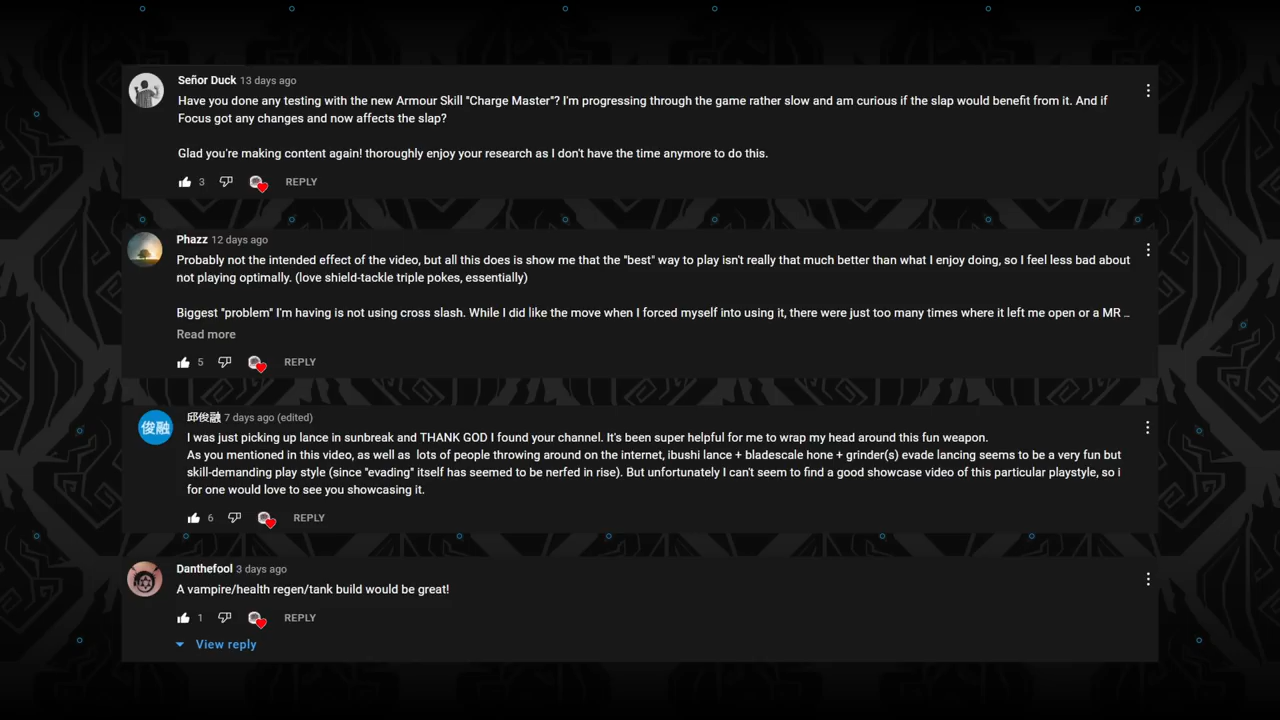 Señor Duck 13 days ago
Have you done any testing with the new Armour Skill "Charge Master"? I'm progressing through the game rather slow and am curious if the slap would benefit from it. And if
Focus got any changes and now affects the slap?
Glad you're making content again! thoroughly enjoy your research as I don't have the time anymore to do this.
3 REPLY
Phazz 12 days ago
Probably not the intended effect of the video, but all this does is show me that the "best" way to play isn't really that much better than what I enjoy doing, so I feel less bad about
not playing optimally. (love shield-tackle triple pokes, essentially)
Biggest "problem" I'm having is not using cross slash. While I did like the move when I forced myself into using it, there were just too many times where it left me open or a MR ...
Read more
5 REPLY
俊融 邱俊融 7 days ago (edited)
I was just picking up lance in sunbreak and THANK GOD I found your channel. It's been super helpful for me to wrap my head around this fun weapon.
As you mentioned in this video, as well as lots of people throwing around on the internet, ibushi lance + bladescale hone + grinder(s) evade lancing seems to be a very fun but
skill-demanding play style (since "evading" itself has seemed to be nerfed in rise). But unfortunately I can't seem to find a good showcase video of this particular playstyle, so i
for one would love to see you showcasing it.
6 REPLY
Danthefool 3 days ago
A vampire/health regen/tank build would be great!
1 REPLY
View reply